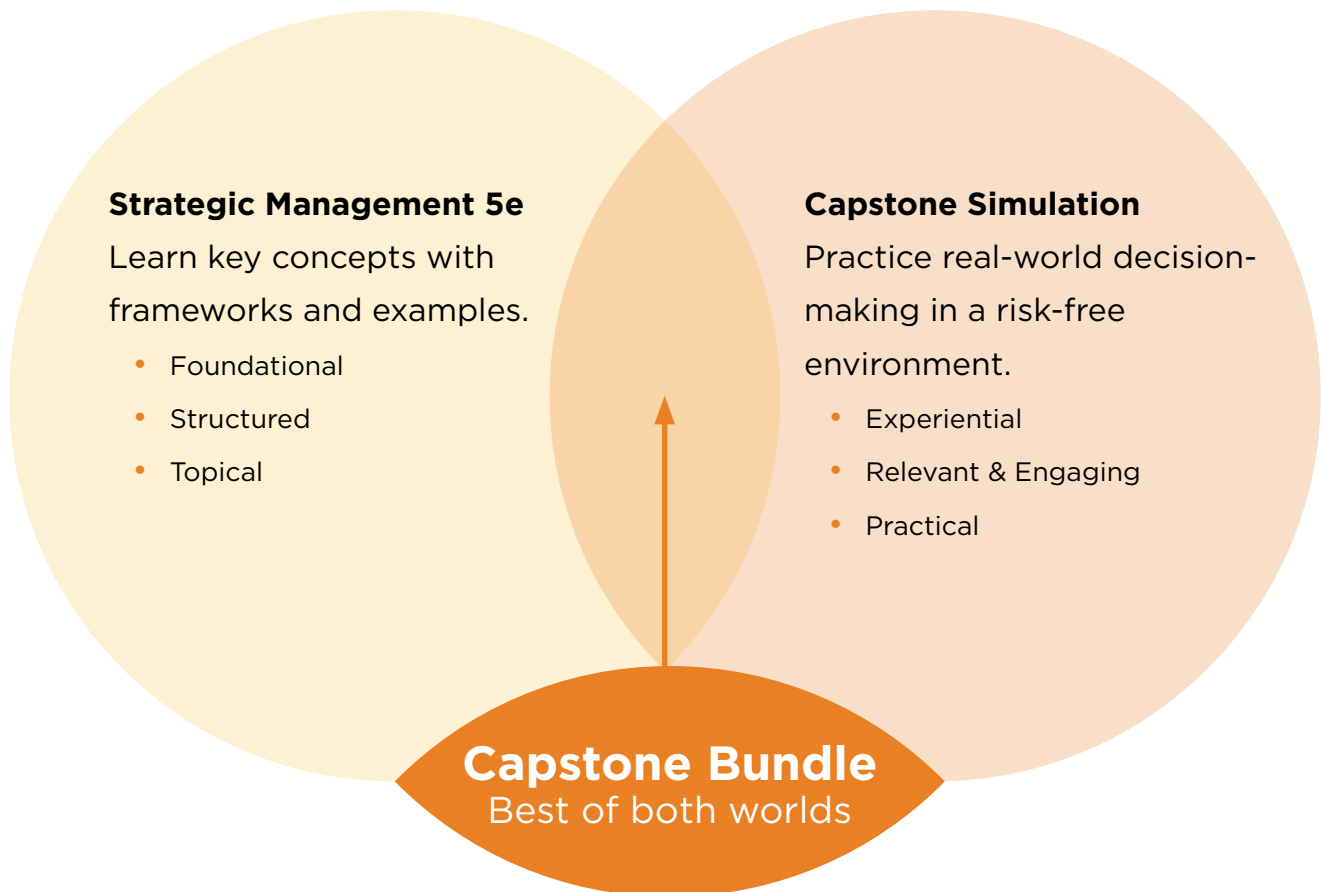 Strategic Management 5e
Learn key concepts with
frameworks and examples.
• Foundational
• Structured
• Topical
Capstone Simulation
Practice real-world decision-
making in a risk-free
environment.
• Experiential
• Relevant & Engaging
• Practical
Capstone Bundle
Best of both worlds